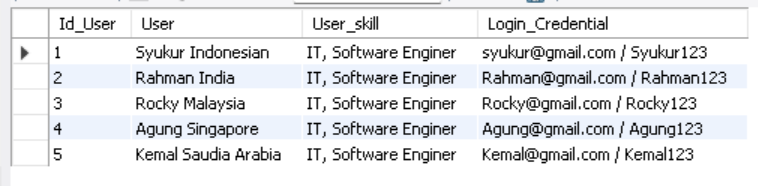 Id_User User User_skill Login_Credential
1 Syukur Indonesian IT, Software Enginer syukur@gmail.com / Syukur123
2 Rahman India IT, Software Enginer Rahman@gmail.com / Rahman123
3 Rocky Malaysia IT, Software Enginer Rocky@gmail.com / Rocky123
4 Agung Singapore IT, Software Enginer Agung@gmail.com / Agung123
5 Kemal Saudia Arabia IT, Software Enginer Kemal@gmail.com / Kemal123